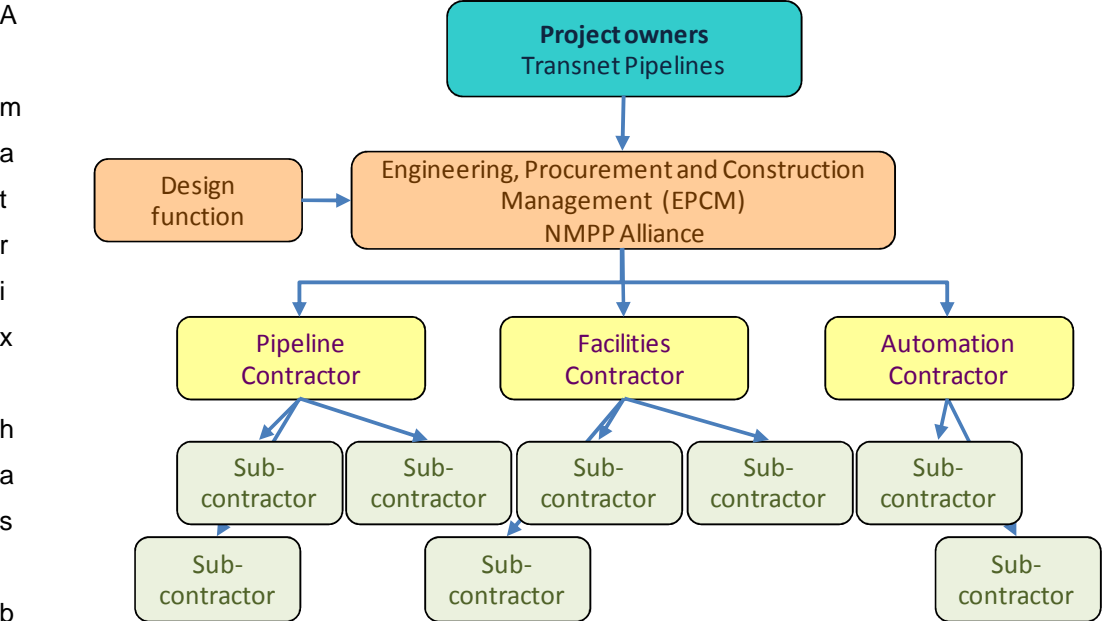 A
m
a
t
r
i
x
h
a
s
b
Project owners
Transnet Pipelines
Design
function
Engineering, Procurement and Construction
Management (EPCM)
NMPP Alliance
Pipeline
Contractor
Facilities
Contractor
Automation
Contractor
Sub-
contractor
Sub-
contractor
Sub-
contractor
Sub-
contractor
Sub-
contractor
Sub-
contractor
Sub-
contractor
Sub-
contractor